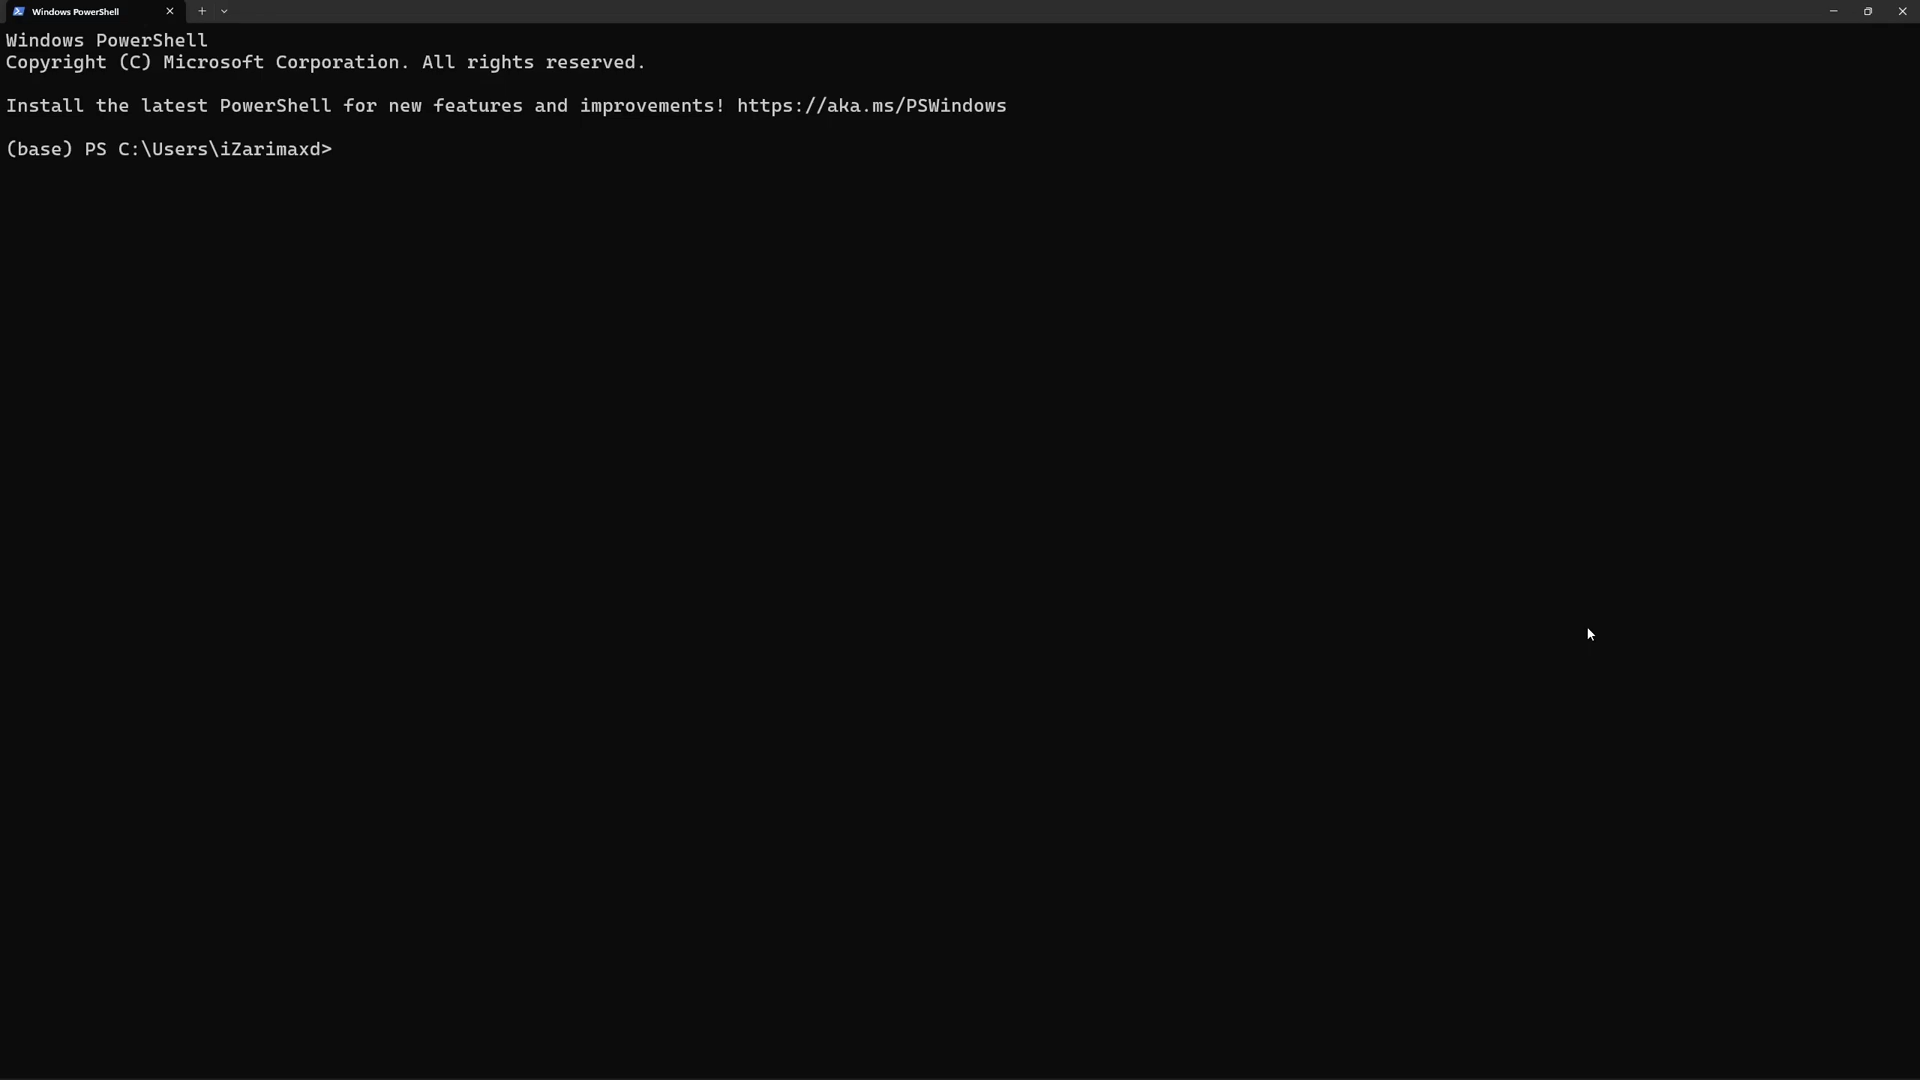 Windows PowerShell
Windows PowerShell
Copyright (C) Microsoft Corporation. All rights reserved.
Install the latest PowerShell for new features and improvements! https://aka.ms/PSWindows
(base) PS C:\Users\iZarimaxd>